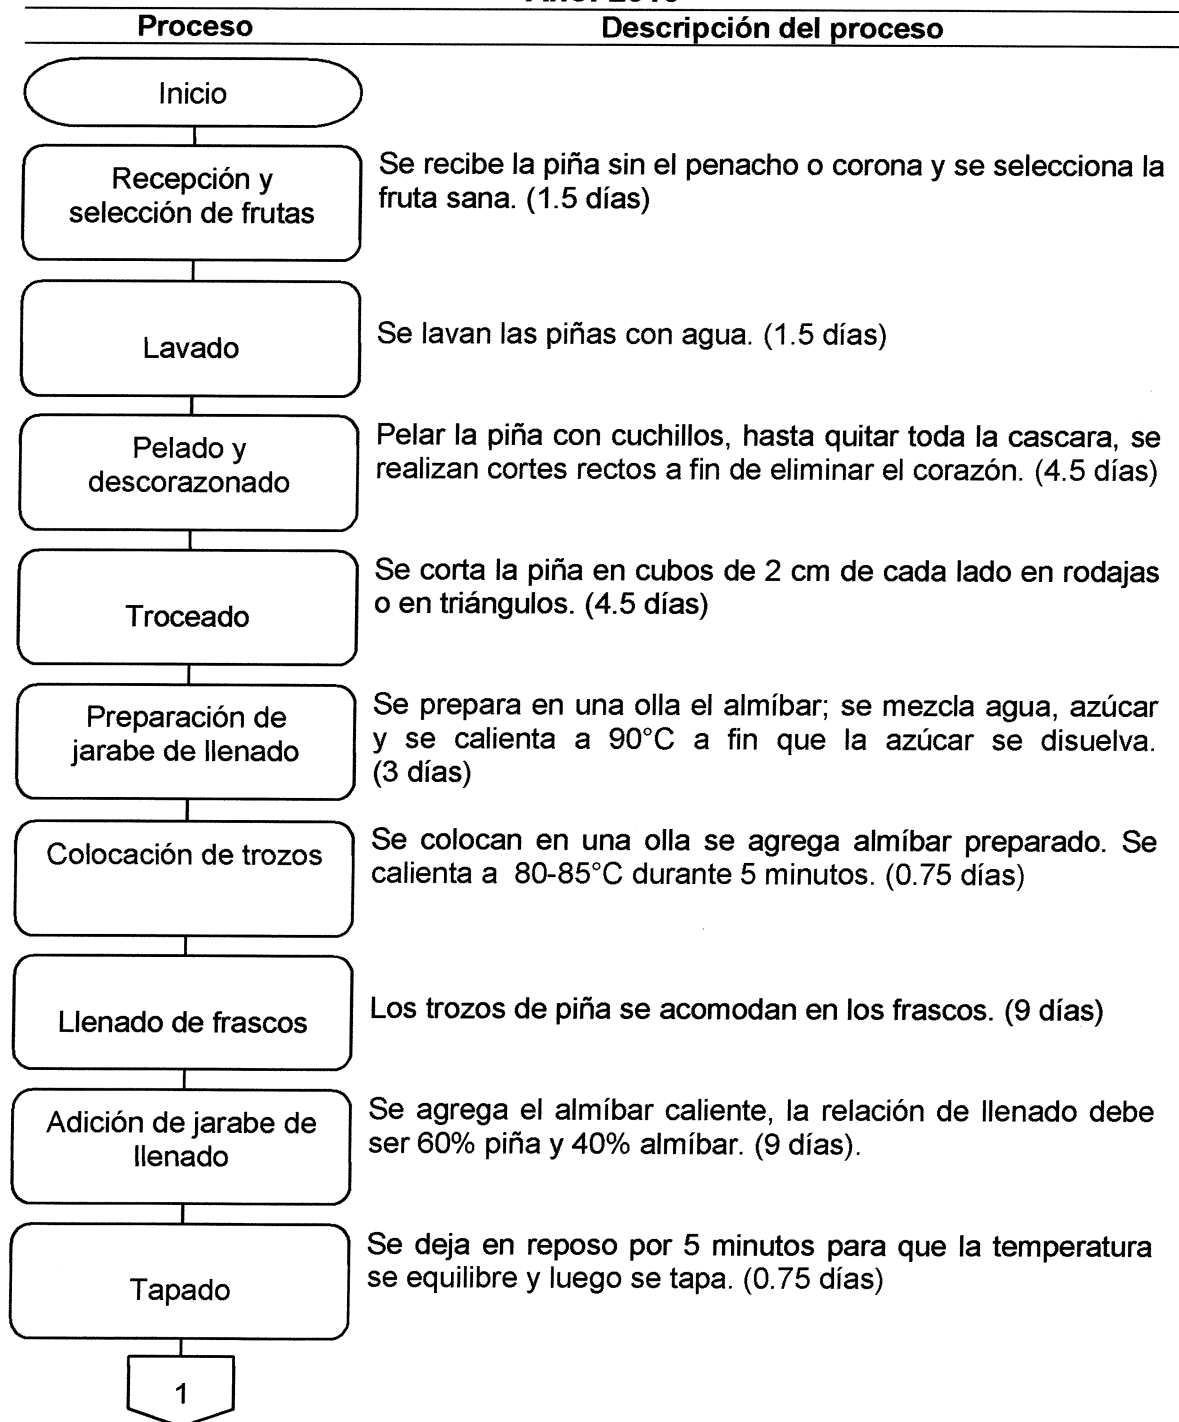 Proceso Descripción del proceso
Inicio
Recepción y
selección de frutas
Se recibe la piña sin el penacho o corona y se selecciona la
fruta sana. (1.5 días)
Lavado
Se lavan las piñas con agua. (1.5 días)
Pelado y
descorazonado
Pelar la piña con cuchillos, hasta quitar toda la cascara, se
realizan cortes rectos a fin de eliminar el corazón. (4.5 días)
Troceado
Se corta la piña en cubos de 2 cm de cada lado en rodajas
o en triángulos. (4.5 días)
Preparación de
jarabe de llenado
Se prepara en una olla el almíbar; se mezcla agua, azúcar
y se calienta a 90°C a fin que la azúcar se disuelva.
(3 días)
Colocación de trozos
Se colocan en una olla se agrega almíbar preparado. Se
calienta a 80-85°C durante 5 minutos. (0.75 días)
Llenado de frascos
Los trozos de piña se acomodan en los frascos. (9 días)
Adición de jarabe de
llenado
Se agrega el almíbar caliente, la relación de llenado debe
ser 60% piña y 40% almíbar. (9 días).
Tapado
Se deja en reposo por 5 minutos para que la temperatura
se equilibre y luego se tapa. (0.75 días)
1